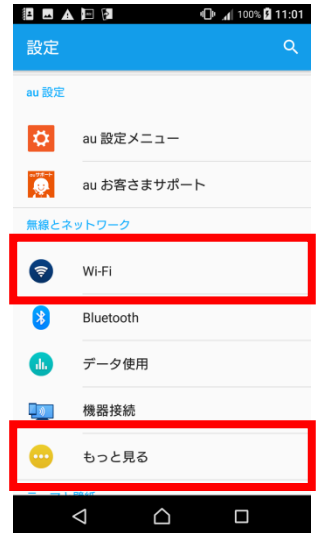 100% 11:01
設定
au 設定
au 設定メニュー
auサポート
au お客さまサポート
無線とネットワーク
Wi-Fi
Bluetooth
データ使用
機器接続
もっと見る